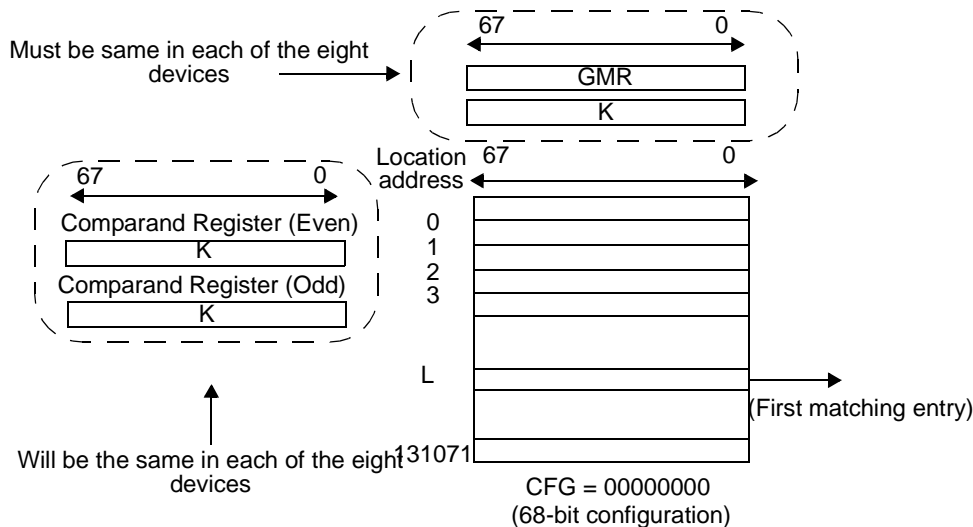 67 0
Must be same in each of the eight
devices
GMR
K
Location
address
67 0
67 0
Comparand Register (Even)
K
Comparand Register (Odd)
K
0
1
2
3
L
(First matching entry)
131071
Will be the same in each of the eight
devices
CFG = 00000000
(68-bit configuration)